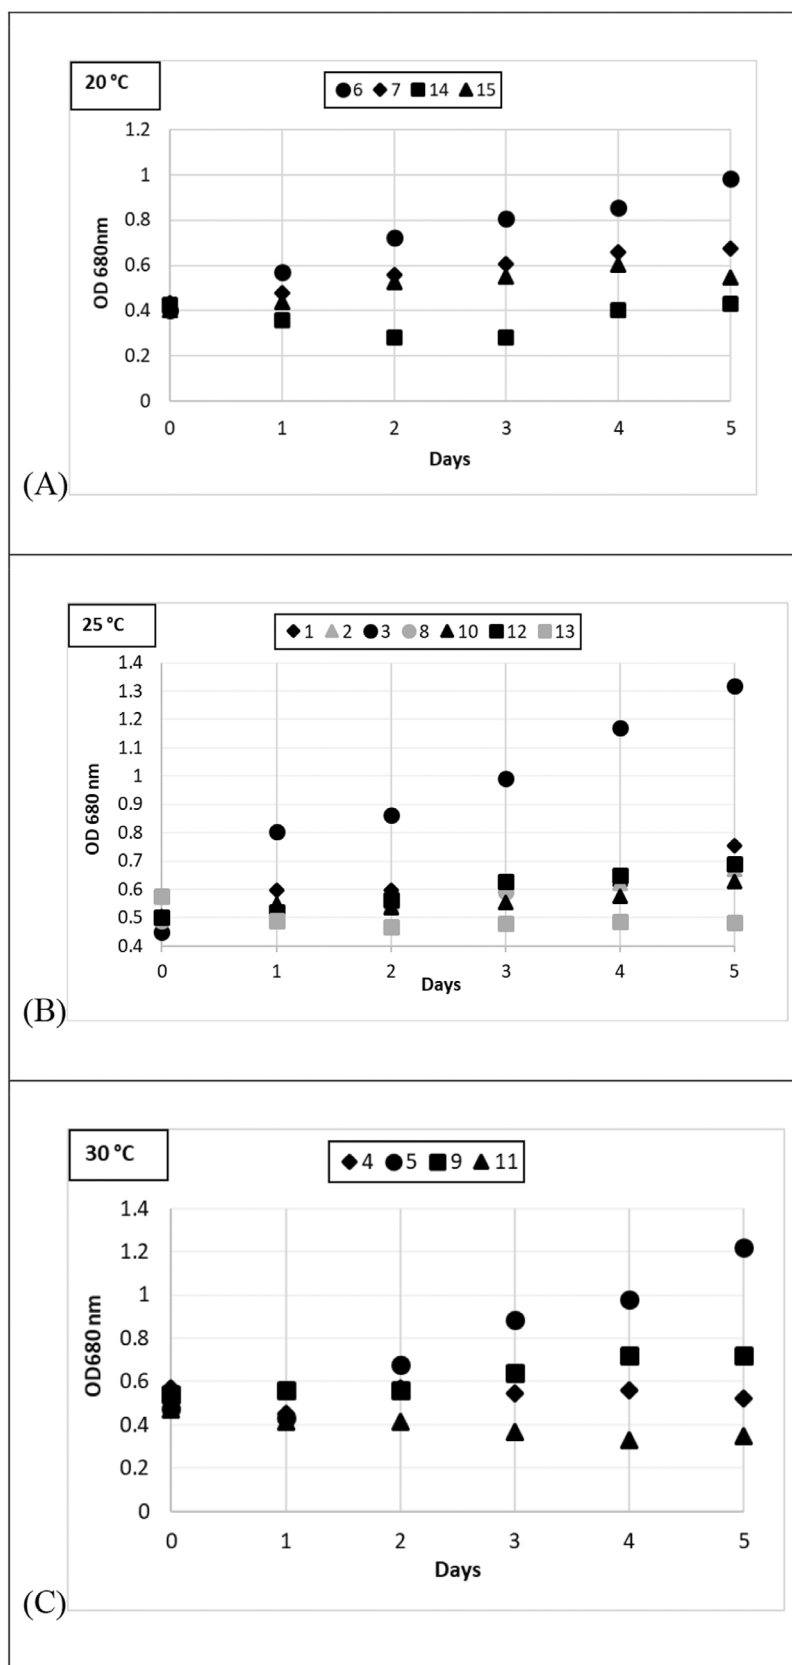 20 °C
6 7 14 15
1.2
1
0.8
0.6
0.4
0.2
0
OD 680nm
0 1 2 3 4 5
Days
(A)
25 °C
1 2 3 8 10 12 13
1.4
1.3
1.2
1.1
1
0.9
0.8
0.7
0.6
0.5
0.4
OD 680 nm
0 1 2 3 4 5
Days
(B)
30 °C
4 5 9 11
1.4
1.2
1
0.8
0.6
0.4
0.2
0
OD680 nm
0 1 2 3 4 5
Days
(C)